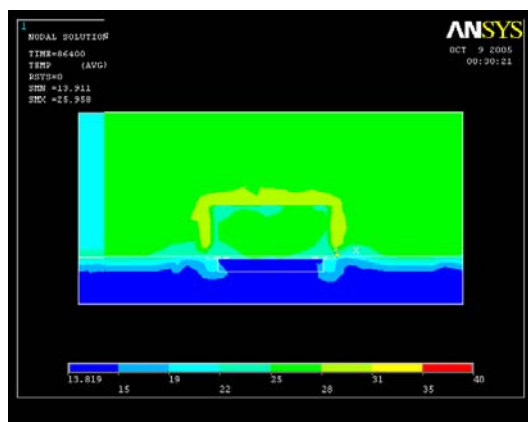 1
NODAL SOLUTION
TIME=86400
TEMP (AVG)
RSYS=0
SMN =13.911
SMX =25.958
ANSYS
OCT 9 2005
00:30:21
13.819 15 19 22 25 28 31 35 40